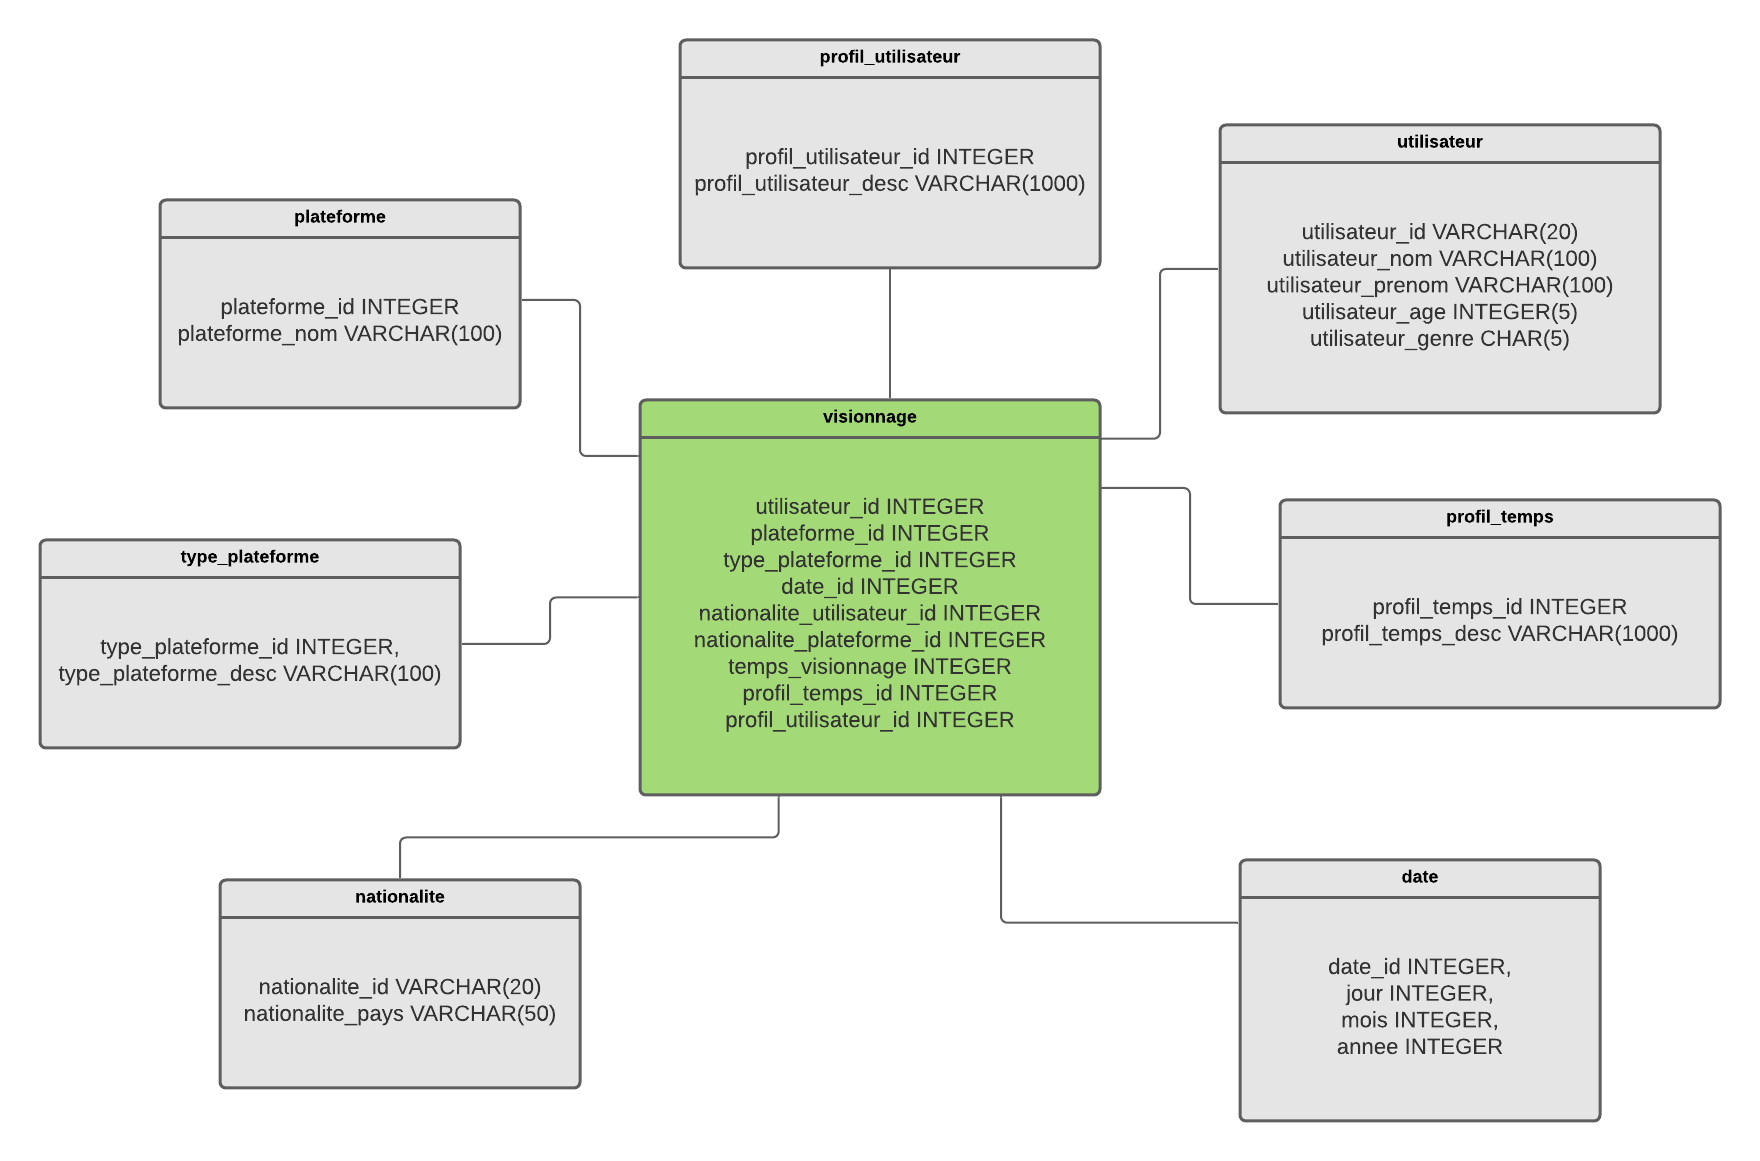 profil_utilisateur
profil_utilisateur_id INTEGER
profil_utilisateur_desc VARCHAR(1000)
utilisateur
utilisateur_id VARCHAR(20)
utilisateur_nom VARCHAR(100)
utilisateur_prenom VARCHAR(100)
utilisateur_age INTEGER(5)
utilisateur_genre CHAR(5)
plateforme
plateforme_id INTEGER
plateforme_nom VARCHAR(100)
visionnage
utilisateur_id INTEGER
plateforme_id INTEGER
type_plateforme_id INTEGER
date_id INTEGER
nationalite_utilisateur_id INTEGER
nationalite_plateforme_id INTEGER
temps_visionnage INTEGER
profil_temps_id INTEGER
profil_utilisateur_id INTEGER
profil_temps
profil_temps_id INTEGER
profil_temps_desc VARCHAR(1000)
type_plateforme
type_plateforme_id INTEGER,
type_plateforme_desc VARCHAR(100)
nationalite
nationalite_id VARCHAR(20)
nationalite_pays VARCHAR(50)
date
date_id INTEGER,
jour INTEGER,
mois INTEGER,
annee INTEGER